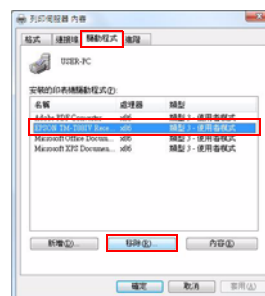 列印伺服器 內容
格式 連接埠 驅動程式 進階
USER-PC
安裝的印表機驅動程式(P):
名稱 處理器 類型
Adobe PDF Converter x86 類型 3 - 使用者模式
EPSON TM-T88IV Rece... x86 類型 3 - 使用者模式
Microsoft Office Docum... x86 類型 3 - 使用者模式
Microsoft XPS Documen... x86 類型 3 - 使用者模式
新增(D)... 移除(R)... 內容(E)
確定 取消 套用(A)